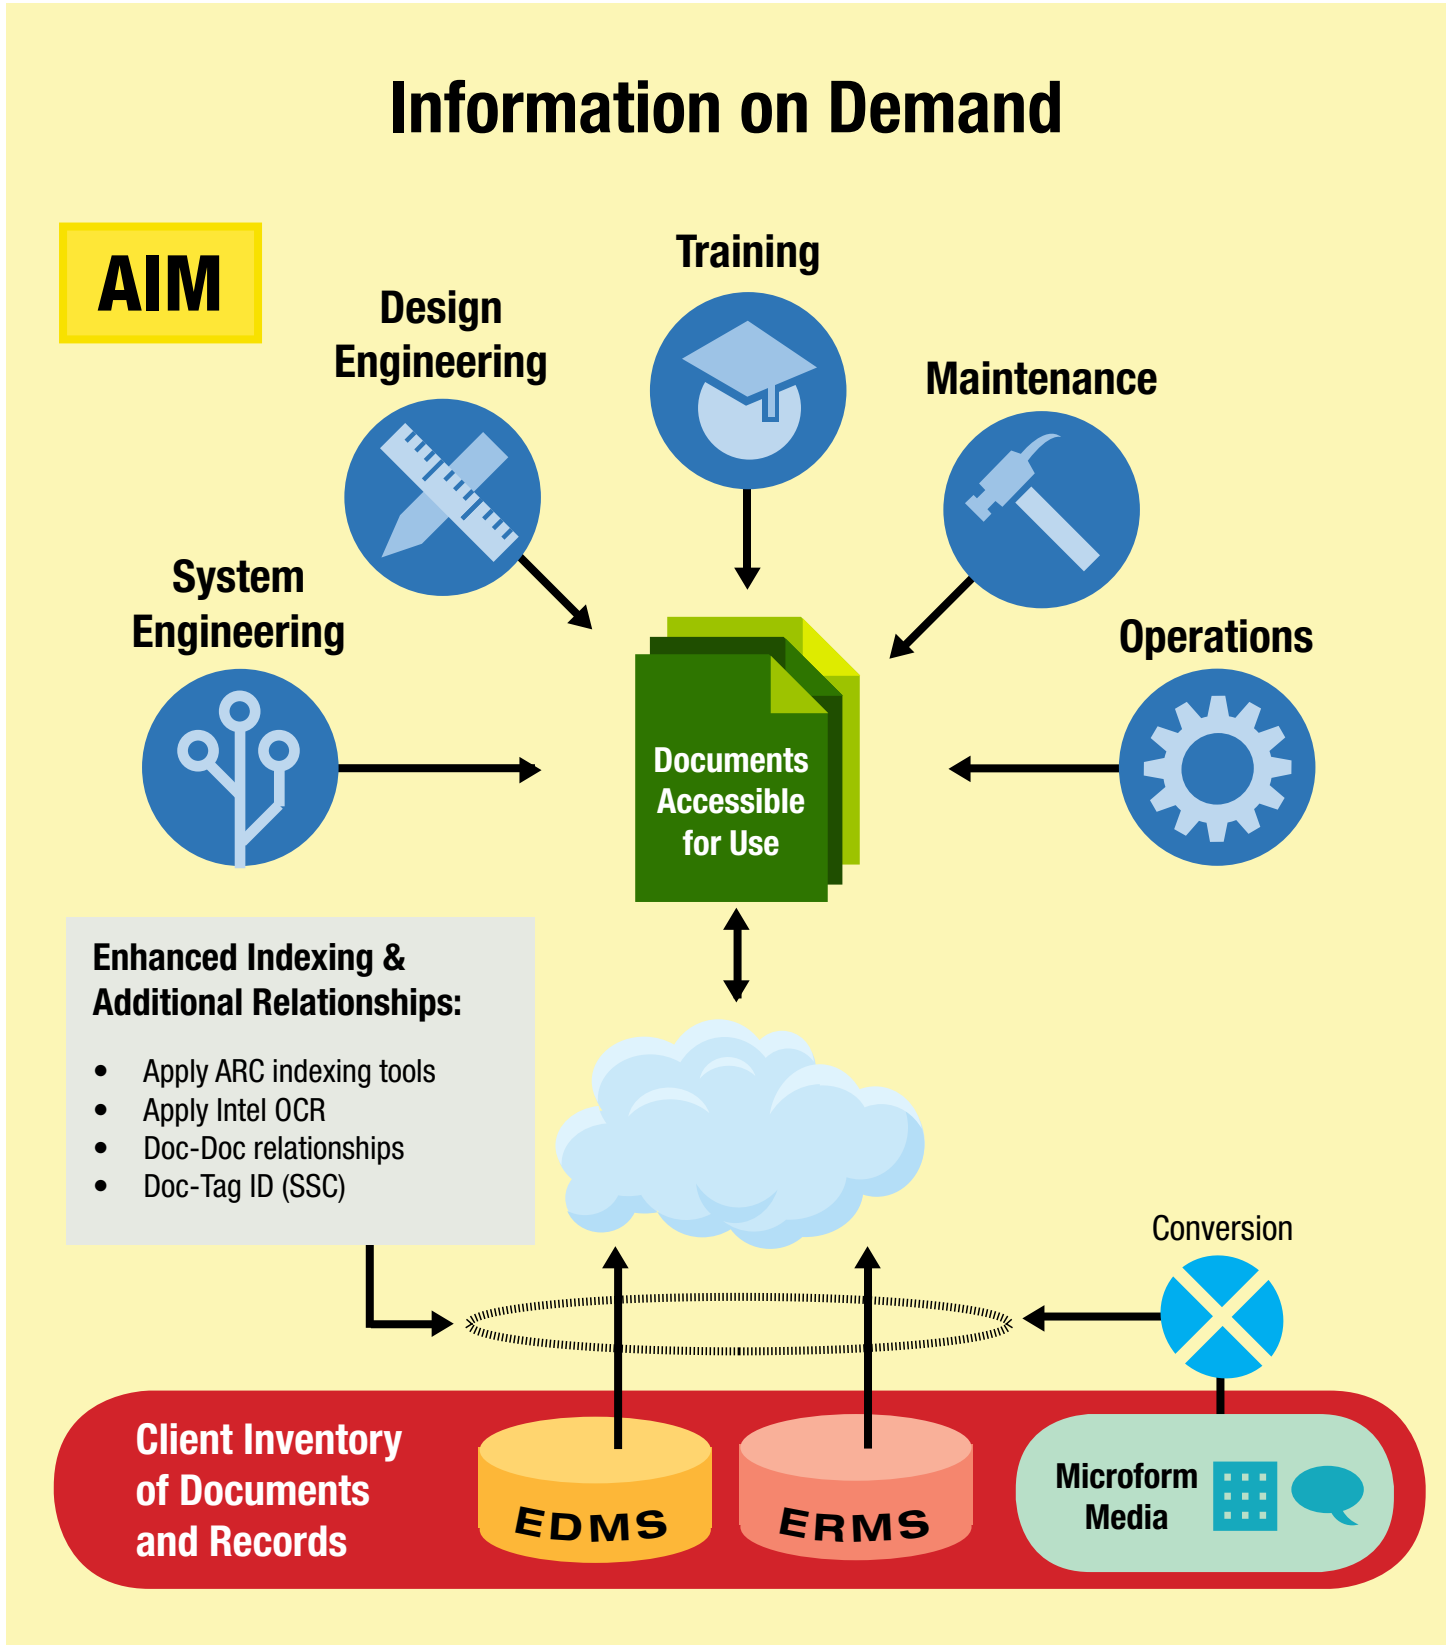 Information on Demand
AIM
Training
Design
Engineering
Maintenance
System
Engineering
Operations
Documents
Accessible
for Use
Enhanced Indexing &
Additional Relationships:
• Apply ARC indexing tools
• Apply Intel OCR
• Doc-Doc relationships
• Doc-Tag ID (SSC)
Conversion
Client Inventory
of Documents
and Records
EDMS
ERMS
Microform
Media